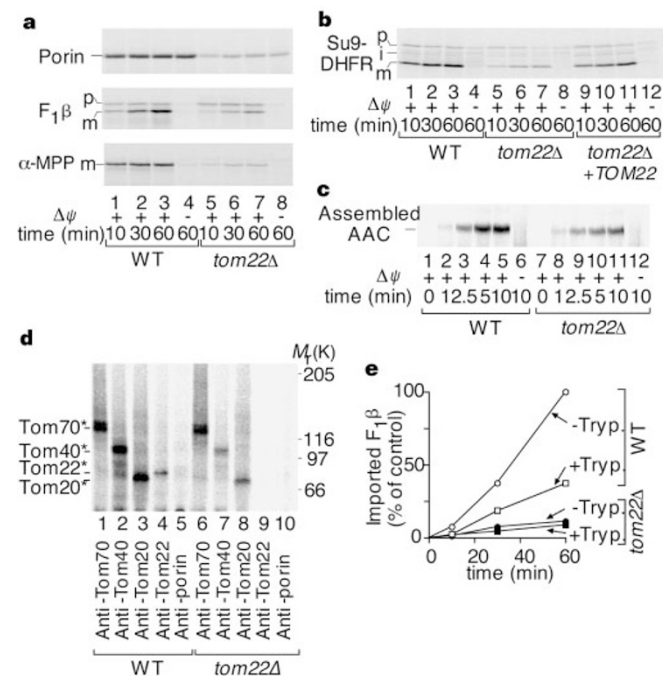 a
Porin
F1β p
m
α-MPP m
1 2 3 4 5 6 7 8
Δψ + + + - + + + -
time (min) 10 30 60 60 10 30 60 60
WT tom22Δ
b
Su9-DHFR p
i
m
1 2 3 4 5 6 7 8 9 10 11 12
Δψ + + + - + + + - + + + -
time (min) 10 30 60 60 10 30 60 60 10 30 60 60
WT tom22Δ tom22Δ
+TOM22
c
Assembled
AAC
1 2 3 4 5 6 7 8 9 10 11 12
Δψ + + + + + - + + + + + -
time (min) 0 1 2.5 5 10 10 0 1 2.5 5 10 10
WT tom22Δ
d
Mr(K)
205
116
97
66
Tom70*
Tom40*
Tom22*
Tom20*
1 2 3 4 5 6 7 8 9 10
Anti-Tom70
Anti-Tom40
Anti-Tom20
Anti-Tom22
Anti-porin
Anti-Tom70
Anti-Tom40
Anti-Tom20
Anti-Tom22
Anti-porin
WT tom22Δ
e
Imported F1β
(% of control)
100
50
0
0 20 40 60
time (min)
-Tryp
+Tryp
WT
-Tryp
+Tryp
tom22Δ